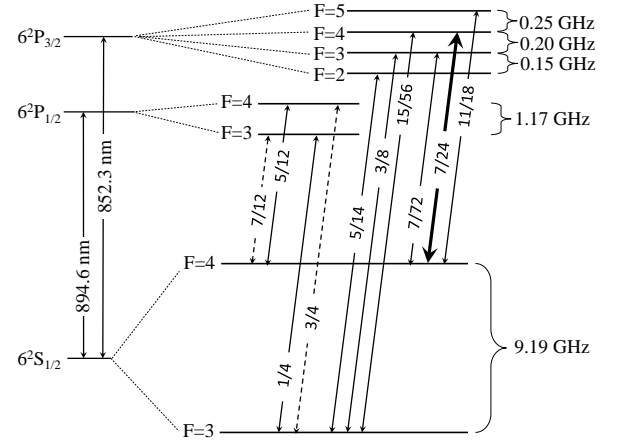 F=5
0.25 GHz
6²P₃/₂
F=4
0.20 GHz
F=3
0.15 GHz
F=2
6²P₁/₂
F=4
1.17 GHz
F=3
894.6 nm
852.3 nm
7/12
5/12
1/4
3/4
5/14
3/8
15/56
7/72
7/24
11/18
F=4
9.19 GHz
6²S₁/₂
F=3